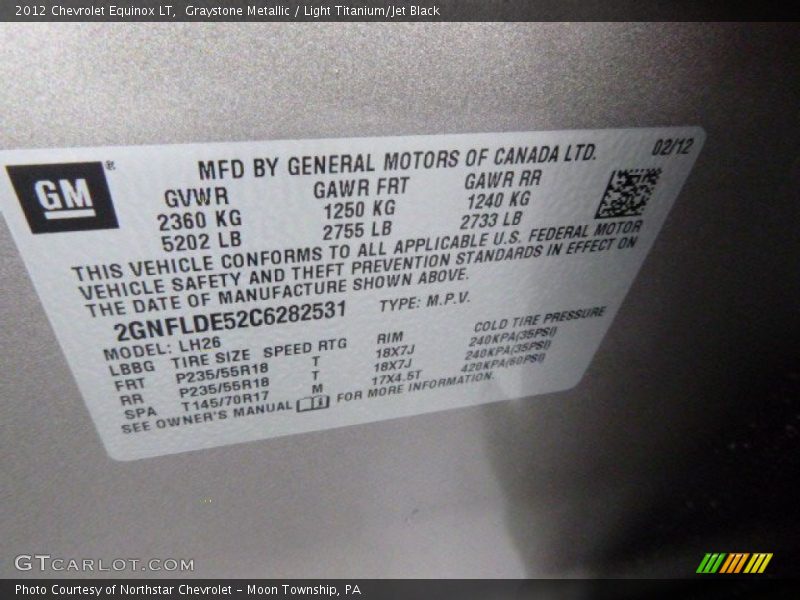 2012 Chevrolet Equinox LT,  Graystone Metallic / Light Titanium/Jet Black
GM®
MFD BY GENERAL MOTORS OF CANADA LTD. 02/12
GVWR GAWR FRT GAWR RR
2360 KG 1250 KG 1240 KG
5202 LB 2755 LB 2733 LB
THIS VEHICLE CONFORMS TO ALL APPLICABLE U.S. FEDERAL MOTOR
VEHICLE SAFETY AND THEFT PREVENTION STANDARDS IN EFFECT ON
THE DATE OF MANUFACTURE SHOWN ABOVE.
2GNFLDE52C6282531 TYPE: M.P.V.
MODEL: LH26
LBBG TIRE SIZE SPEED RTG RIM COLD TIRE PRESSURE
FRT P235/55R18 T 18X7J 240KPA(35PSI)
RR P235/55R18 T 18X7J 240KPA(35PSI)
SPA T145/70R17 M 17X4.5T 420KPA(60PSI)
SEE OWNER'S MANUAL FOR MORE INFORMATION.
GTCARLOT.COM
Photo Courtesy of Northstar Chevrolet - Moon Township, PA